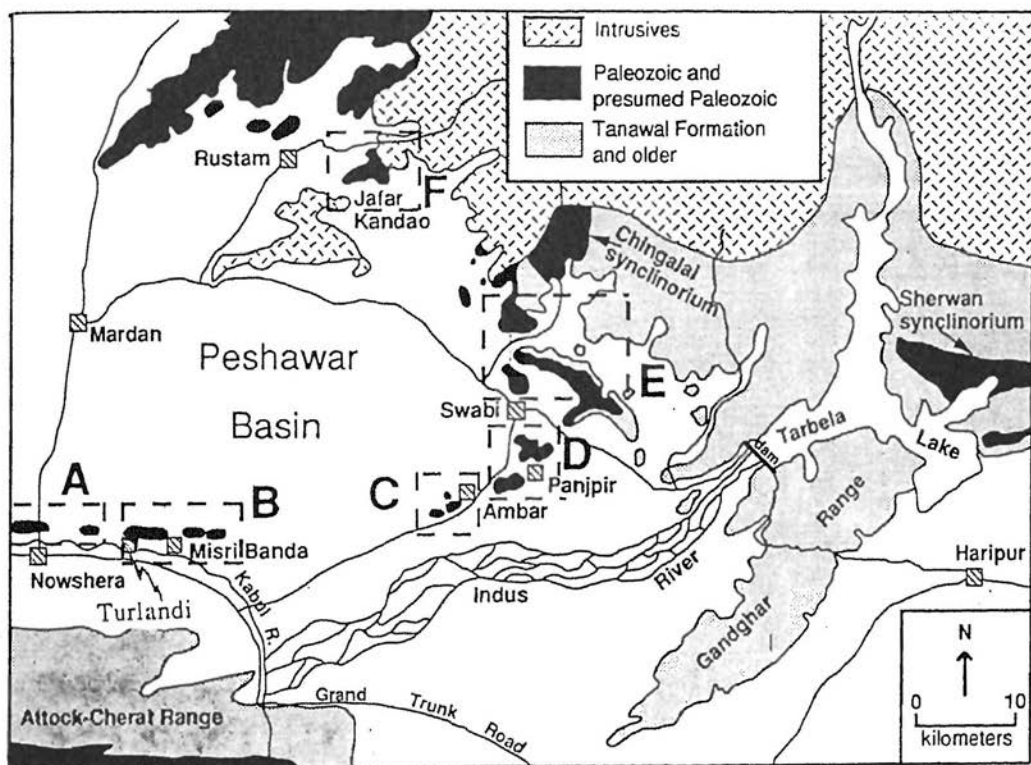 Intrusives
Paleozoic and
presumed Paleozoic
Tanawal Formation
and older
Rustam
Jafar
Kandao
F
Chingalai
synclinorium
Sherwan
synclinorium
Mardan
Peshawar
Basin
E
Swabi
Tarbela
Lake
dam
A
B
C
D
Panjpir
Ambar
Range
Misri Banda
Nowshera
Turlandi
Kabul R.
Indus
River
Haripur
Gandghar
N
Attock-Cherat Range
Grand
Trunk
Road
0
10
kilometers